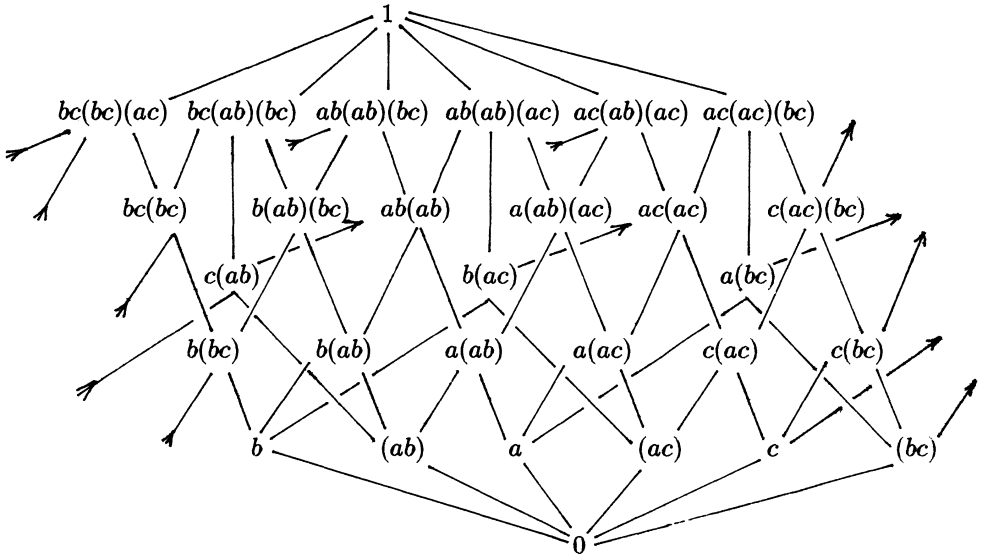 1
bc(bc)(ac) bc(ab)(bc) ab(ab)(bc) ab(ab)(ac) ac(ab)(ac) ac(ac)(bc)
bc(bc) b(ab)(bc) ab(ab) a(ab)(ac) ac(ac) c(ac)(bc)
c(ab) b(ac) a(bc)
b(bc) b(ab) a(ab) a(ac) c(ac) c(bc)
b (ab) a (ac) c (bc)
0